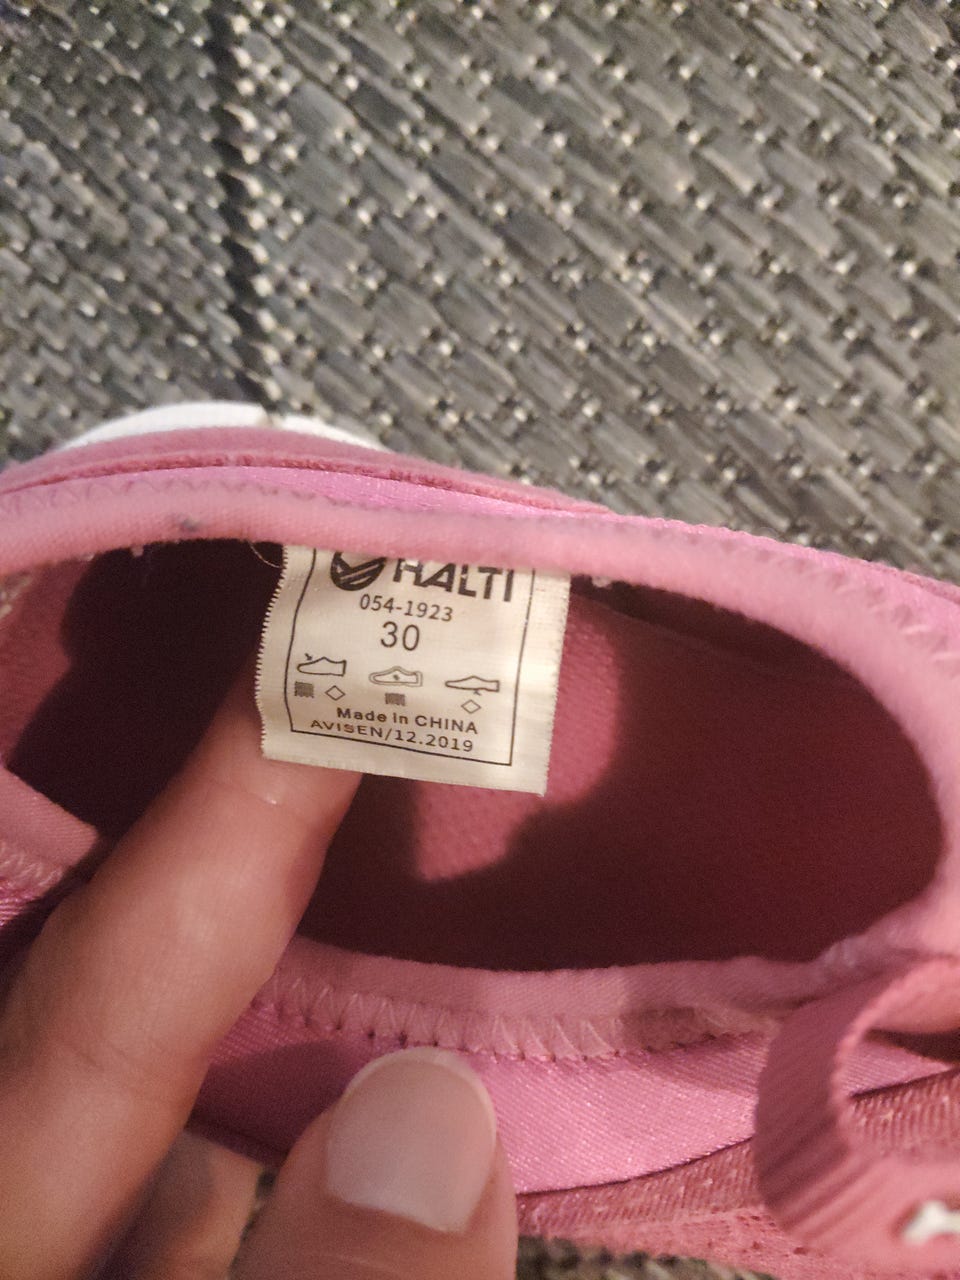 HALTI
054-1923
30
Made in CHINA
AVISEN/12.2019